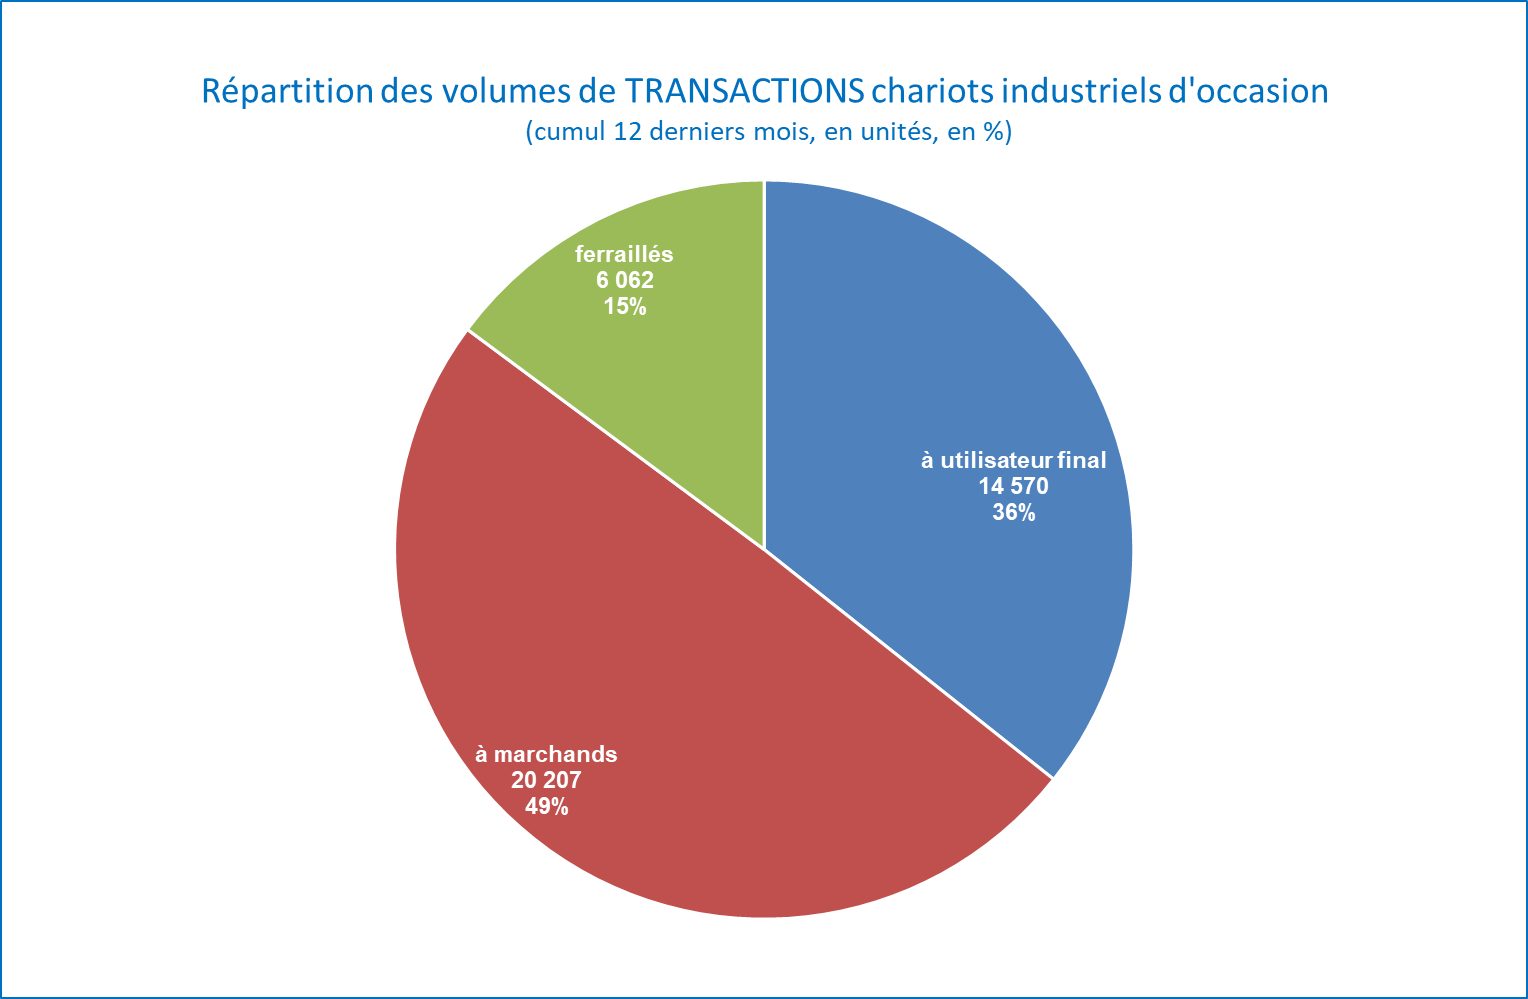 Répartition des volumes de TRANSACTIONS chariots industriels d'occasion
(cumul 12 derniers mois, en unités, en %)
ferraillés
6 062
15%
à utilisateur final
14 570
36%
à marchands
20 207
49%